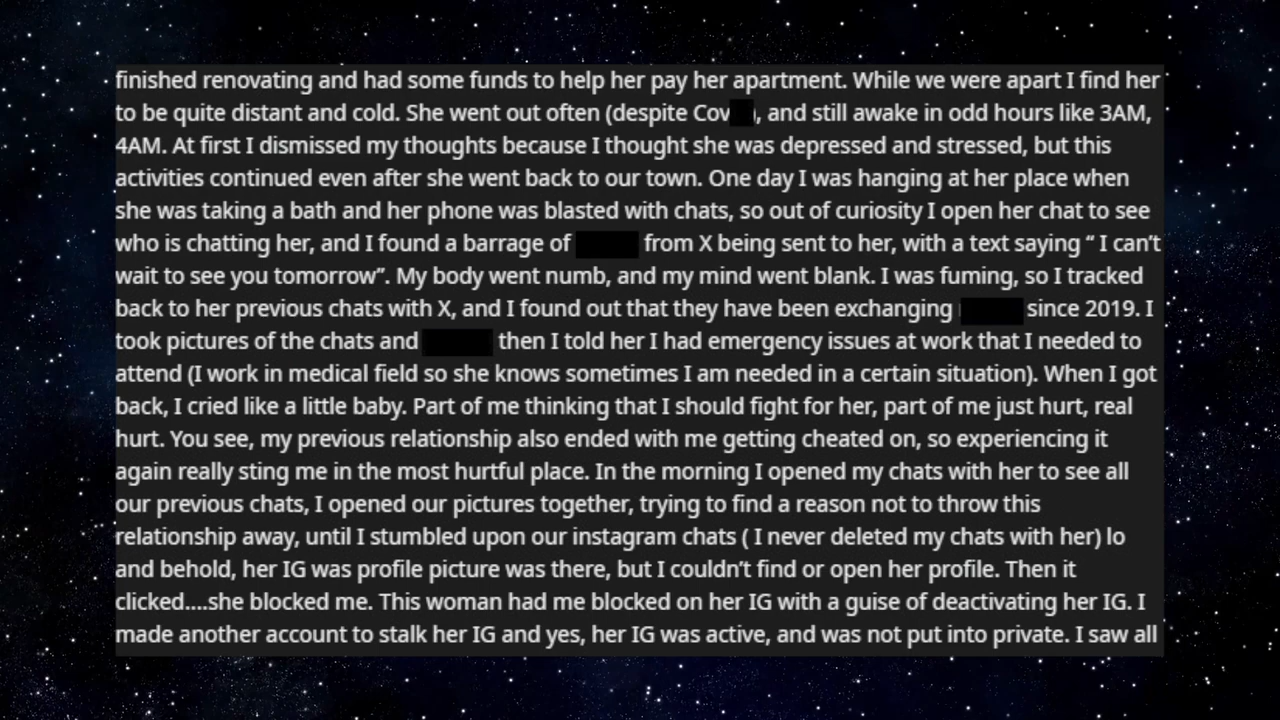 finished renovating and had some funds to help her pay her apartment. While we were apart I find her
to be quite distant and cold. She went out often (despite Cov), and still awake in odd hours like 3AM,
4AM. At first I dismissed my thoughts because I thought she was depressed and stressed, but this
activities continued even after she went back to our town. One day I was hanging at her place when
she was taking a bath and her phone was blasted with chats, so out of curiosity I open her chat to see
who is chatting her, and I found a barrage of from X being sent to her, with a text saying “ I can’t
wait to see you tomorrow”. My body went numb, and my mind went blank. I was fuming, so I tracked
back to her previous chats with X, and I found out that they have been exchanging since 2019. I
took pictures of the chats and then I told her I had emergency issues at work that I needed to
attend (I work in medical field so she knows sometimes I am needed in a certain situation). When I got
back, I cried like a little baby. Part of me thinking that I should fight for her, part of me just hurt, real
hurt. You see, my previous relationship also ended with me getting cheated on, so experiencing it
again really sting me in the most hurtful place. In the morning I opened my chats with her to see all
our previous chats, I opened our pictures together, trying to find a reason not to throw this
relationship away, until I stumbled upon our instagram chats ( I never deleted my chats with her) lo
and behold, her IG was profile picture was there, but I couldn’t find or open her profile. Then it
clicked....she blocked me. This woman had me blocked on her IG with a guise of deactivating her IG. I
made another account to stalk her IG and yes, her IG was active, and was not put into private. I saw all